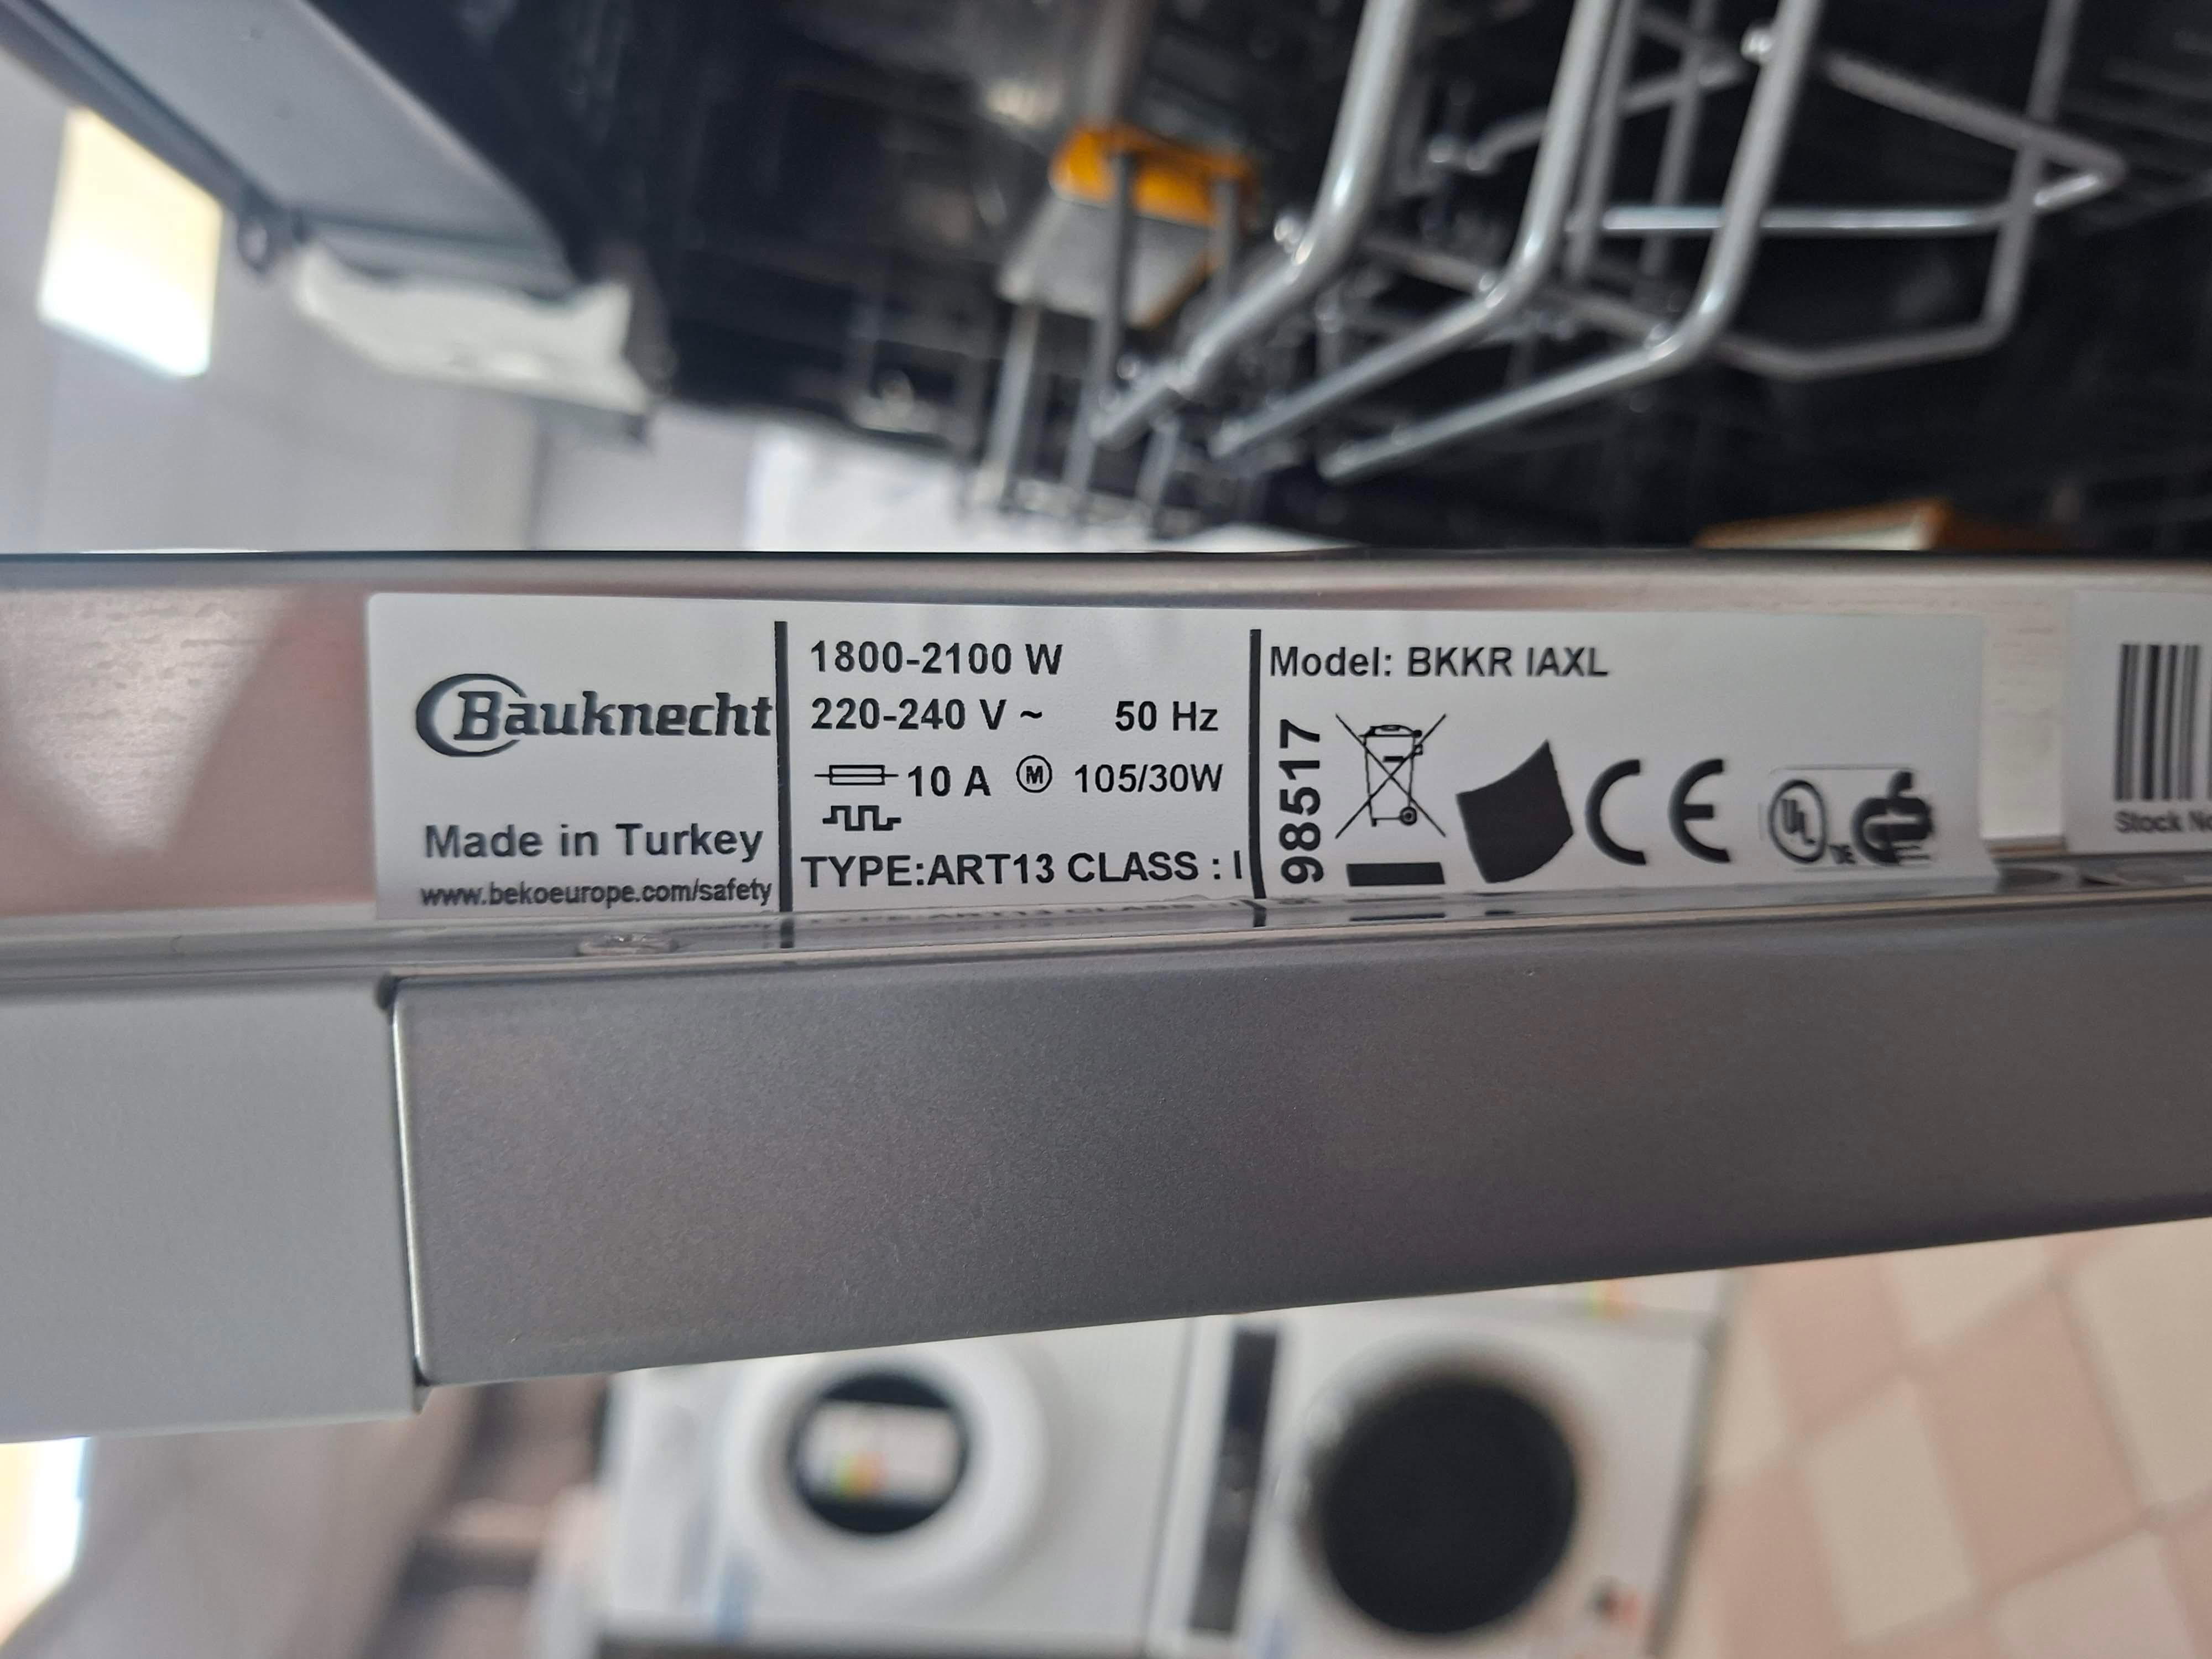 Bauknecht
Made in Turkey
www.bekoeurope.com/safety
1800-2100 W
220-240 V ~ 50 Hz
10 A M 105/30W
TYPE:ART13 CLASS : I
Model: BKKR IAXL
98517
CE
UL
DE
Stock